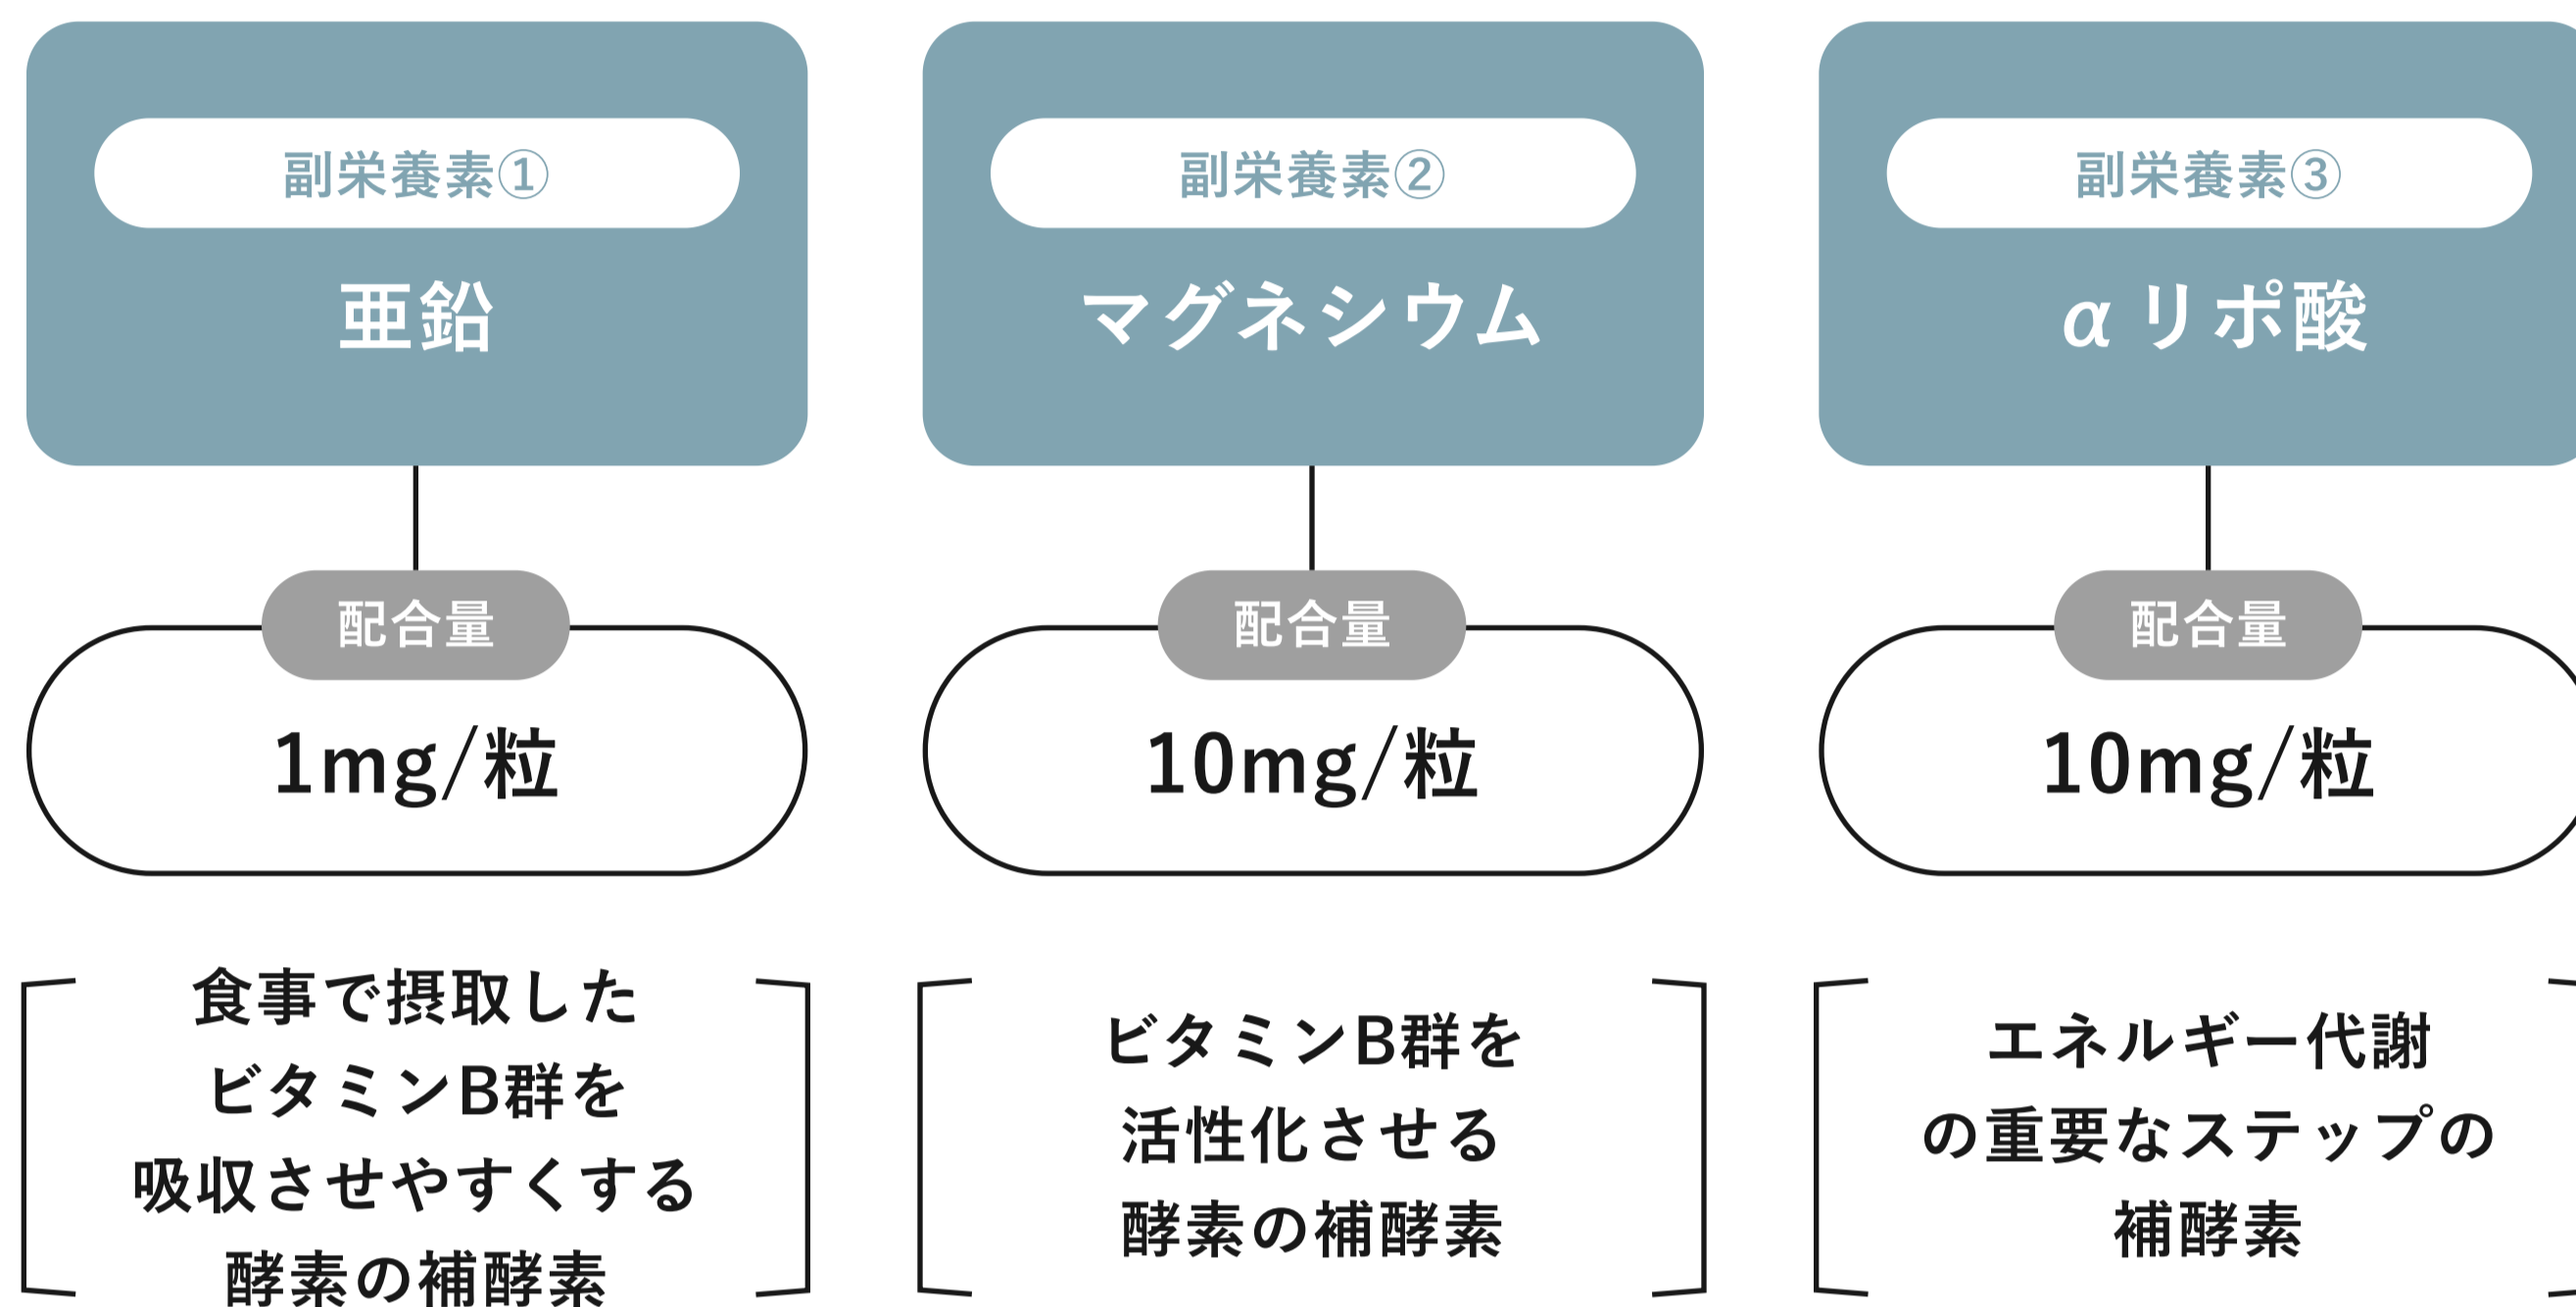 副栄養素①
亜鉛
配合量
1mg/粒
食事で摂取した
ビタミンB群を
吸収させやすくする
酵素の補酵素
副栄養素②
マグネシウム
配合量
10mg/粒
ビタミンB群を
活性化させる
酵素の補酵素
副栄養素③
αリポ酸
配合量
10mg/粒
エネルギー代謝
の重要なステップの
補酵素